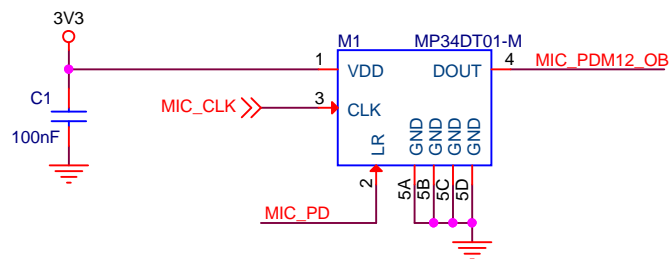 3V3
M1 MP34DT01-M
1 VDD DOUT 4 MIC_PDM12_OB
C1
100nF
MIC_CLK 3 CLK
LR GND GND GND GND
2 5A 5B 5C 5D
MIC_PD